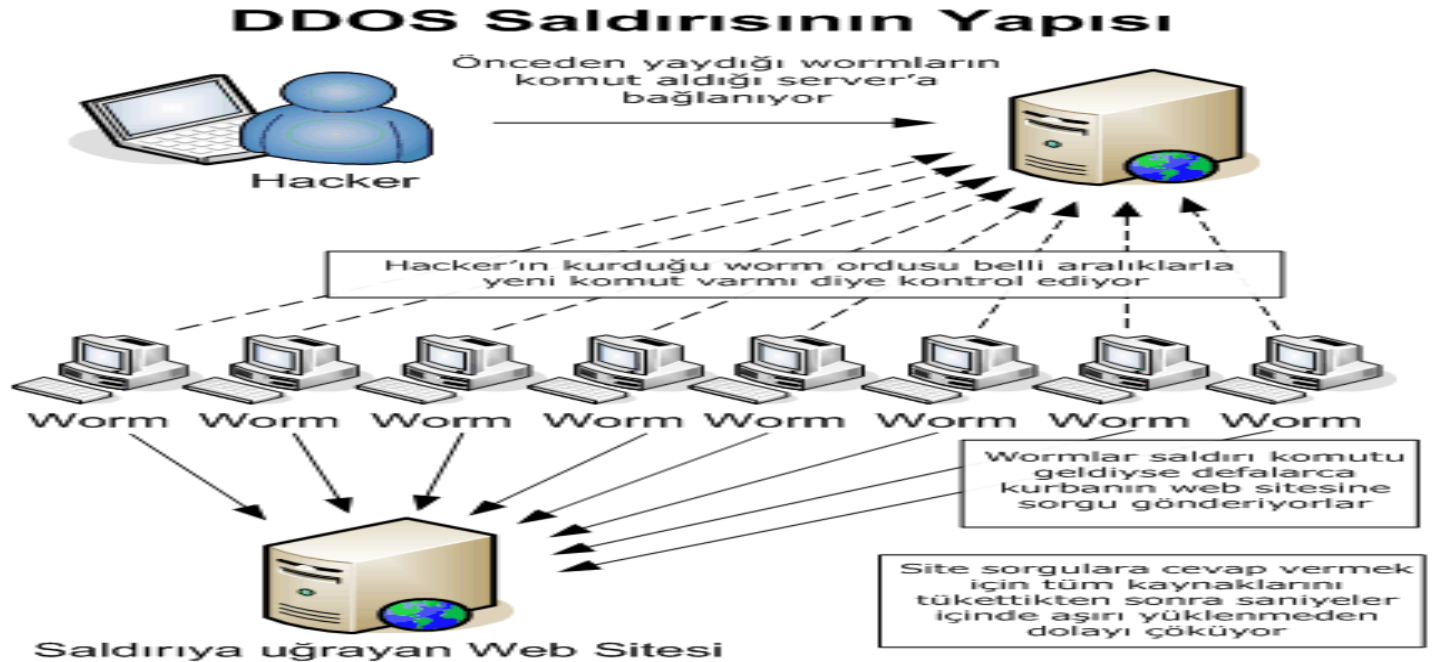 DDOS Saldırısının Yapısı
Önceden yaydığı wormların
komut aldığı server'a
bağlanıyor
Hacker
Hacker'ın kurduğu worm ordusu belli aralıklarla
yeni komut varmı diye kontrol ediyor
Worm Worm Worm Worm Worm Worm Worm Worm
Wormlar saldırı komutu
geldiyse defalarca
kurbanın web sitesine
sorgu gönderiyorlar
Site sorgulara cevap vermek
için tüm kaynaklarını
tükettikten sonra saniyeler
içinde aşırı yüklenmeden
dolayı çöküyor
Saldırıya uğrayan Web Sitesi